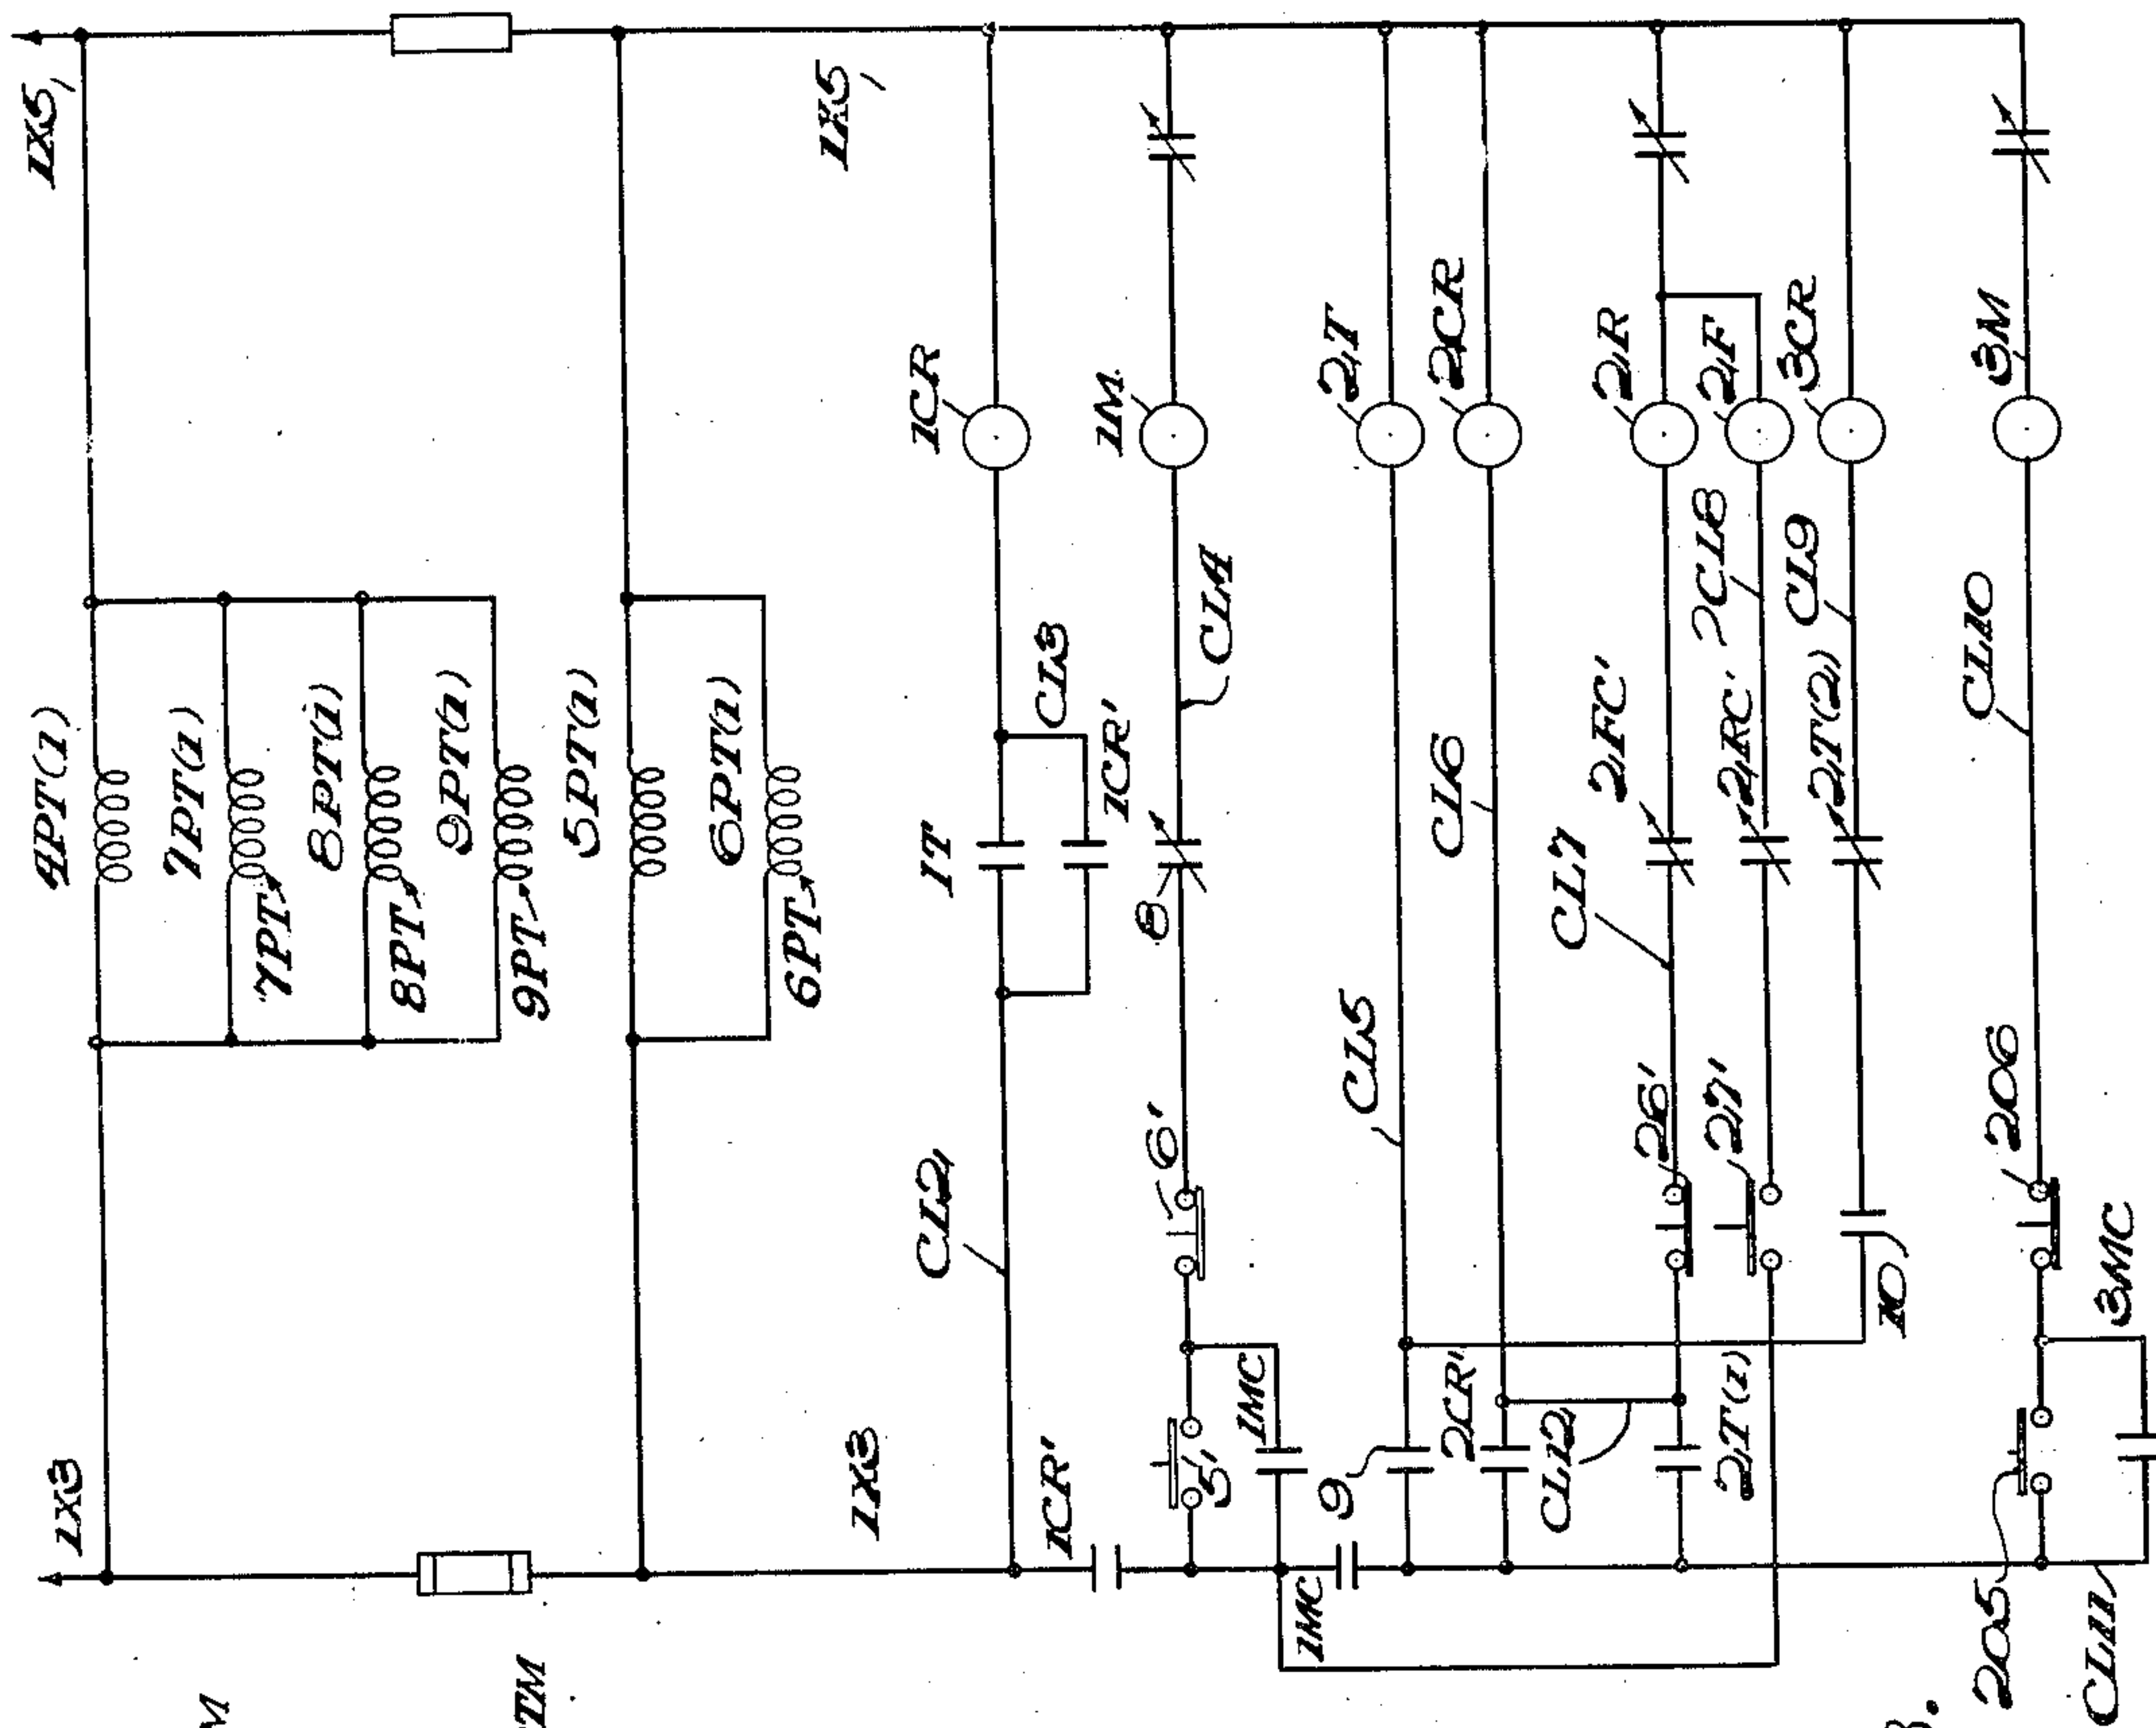 1X3
1X5
4PT(1)
7PT(1)
7PT
8PT(1)
8PT
9PT(1)
9PT
5PT(1)
6PT(1)
6PT
1X3
1X5
CL2
1T
1CR
CL3
1CR'
1CR'
5'
6'
8
CL4
1M
1MC
1MC
9
CL5
2T
2CR'
CL6
2CR
CL12
2T(1)
26'
CL7
2FC'
2R
27'
2RC'
CL8
2F
10
2T(2)
CL9
3CR
205
206
CL10
3M
3MC
CL11
M
TM
8.